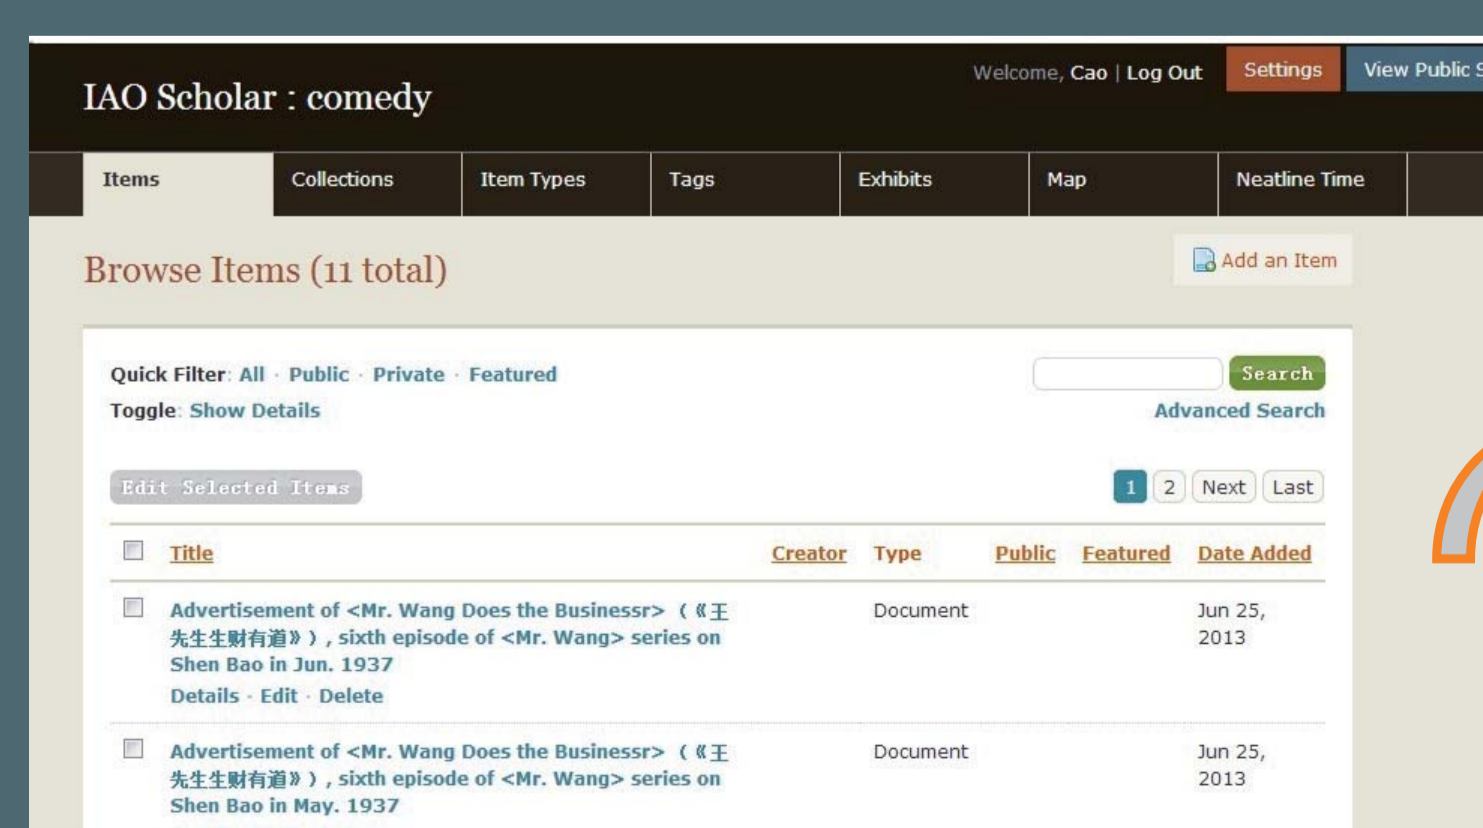 Welcome, Cao | Log Out
Settings
View Public S
IAO Scholar : comedy
Items
Collections
Item Types
Tags
Exhibits
Map
Neatline Time
Browse Items (11 total)
Add an Item
Quick Filter: All · Public · Private · Featured
Search
Toggle: Show Details
Advanced Search
Edit Selected Items
1 2 Next Last
Title Creator Type Public Featured Date Added
Advertisement of <Mr. Wang Does the Businessr> (《王
先生生财有道》) , sixth episode of <Mr. Wang> series on
Shen Bao in Jun. 1937
Details · Edit · Delete
Document
Jun 25,
2013
Advertisement of <Mr. Wang Does the Businessr> (《王
先生生财有道》) , sixth episode of <Mr. Wang> series on
Shen Bao in May. 1937
Document
Jun 25,
2013